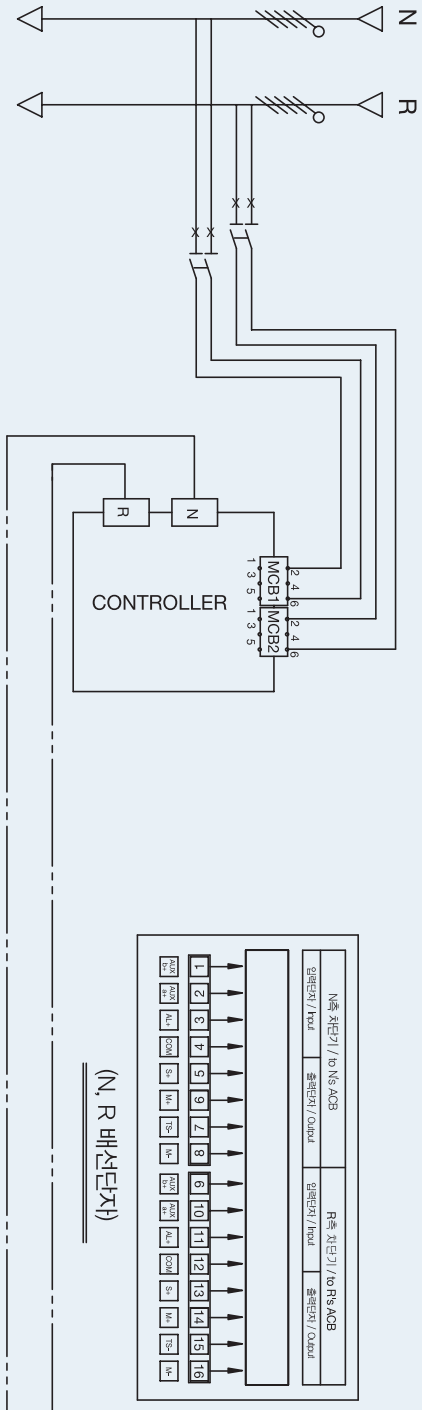 N
R
R
N
CONTROLLER
MCB1
1 3 5
2 4 6
MCB2
1 3 5
2 4 6
N측 차단기 / to N's ACB
R측 차단기 / to R's ACB
입력단자 / Input
출력단자 / Output
입력단자 / Input
출력단자 / Output
1 2 3 4 5 6 7 8 9 10 11 12 13 14 15 16
AUX b+
AUX a+
AL+
COM
S+
M+
TS-
M-
AUX b+
AUX a+
AL+
COM
S+
M+
TS-
M-
(N, R 배선단자)